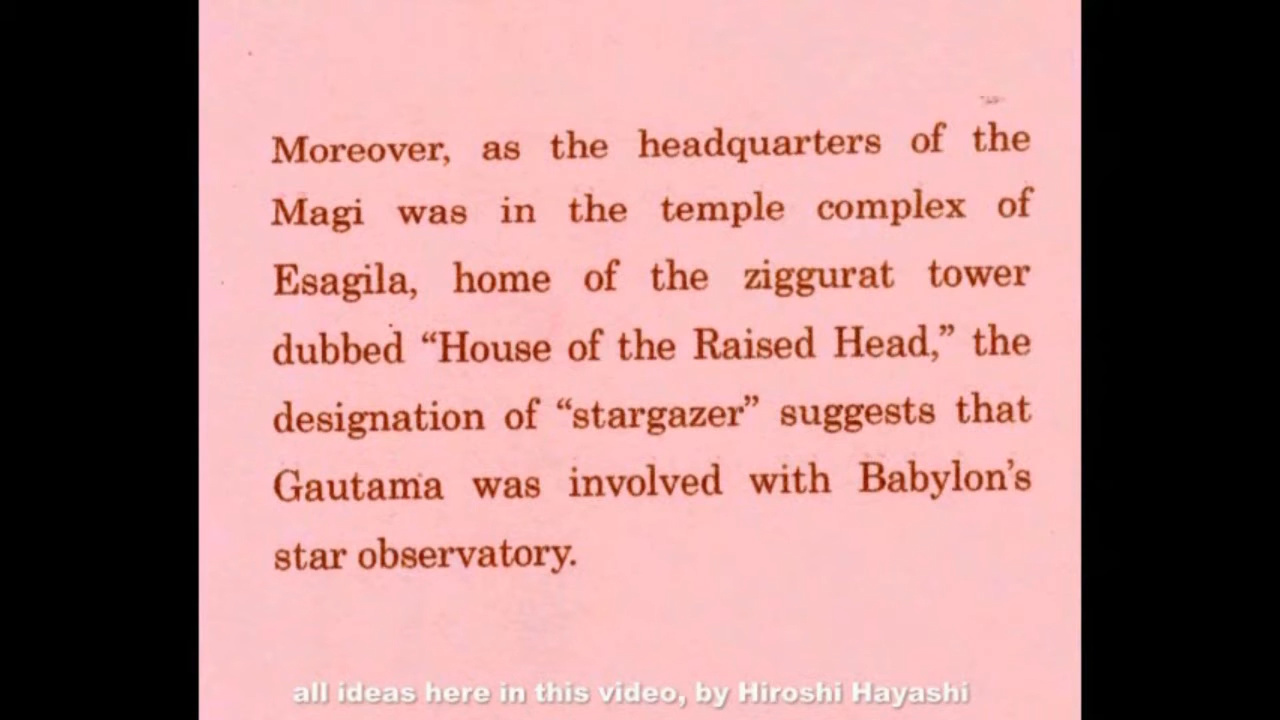 Moreover, as the headquarters of the
Magi was in the temple complex of
Esagila, home of the ziggurat tower
dubbed “House of the Raised Head,” the
designation of “stargazer” suggests that
Gautama was involved with Babylon’s
star observatory.
all ideas here in this video, by Hiroshi Hayashi